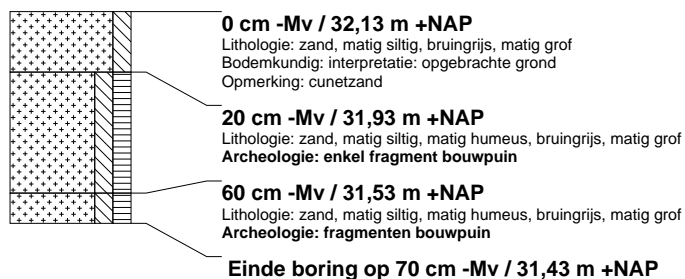 0 cm -Mv / 32,13 m +NAP
Lithologie: zand, matig siltig, bruingrijs, matig grof
Bodemkundig: interpretatie: opgebrachte grond
Opmerking: cunetzand
20 cm -Mv / 31,93 m +NAP
Lithologie: zand, matig siltig, matig humeus, bruingrijs, matig grof
Archeologie: enkel fragment bouwpuin
60 cm -Mv / 31,53 m +NAP
Lithologie: zand, matig siltig, matig humeus, bruingrijs, matig grof
Archeologie: fragmenten bouwpuin
Einde boring op 70 cm -Mv / 31,43 m +NAP